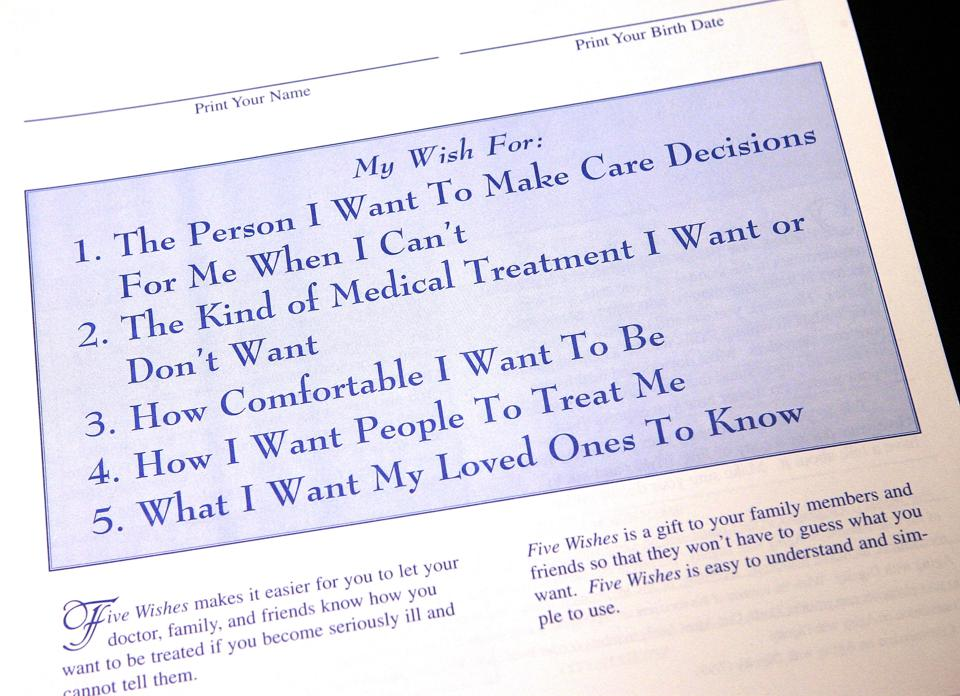 Print Your Name
Print Your Birth Date
My Wish For:
1. The Person I Want To Make Care Decisions
For Me When I Can't
2. The Kind of Medical Treatment I Want or
Don't Want
3. How Comfortable I Want To Be
4. How I Want People To Treat Me
5. What I Want My Loved Ones To Know
Five Wishes makes it easier for you to let your
doctor, family, and friends know how you
want to be treated if you become seriously ill and
cannot tell them.
Five Wishes is a gift to your family members and
friends so that they won't have to guess what you
want. Five Wishes is easy to understand and sim-
ple to use.